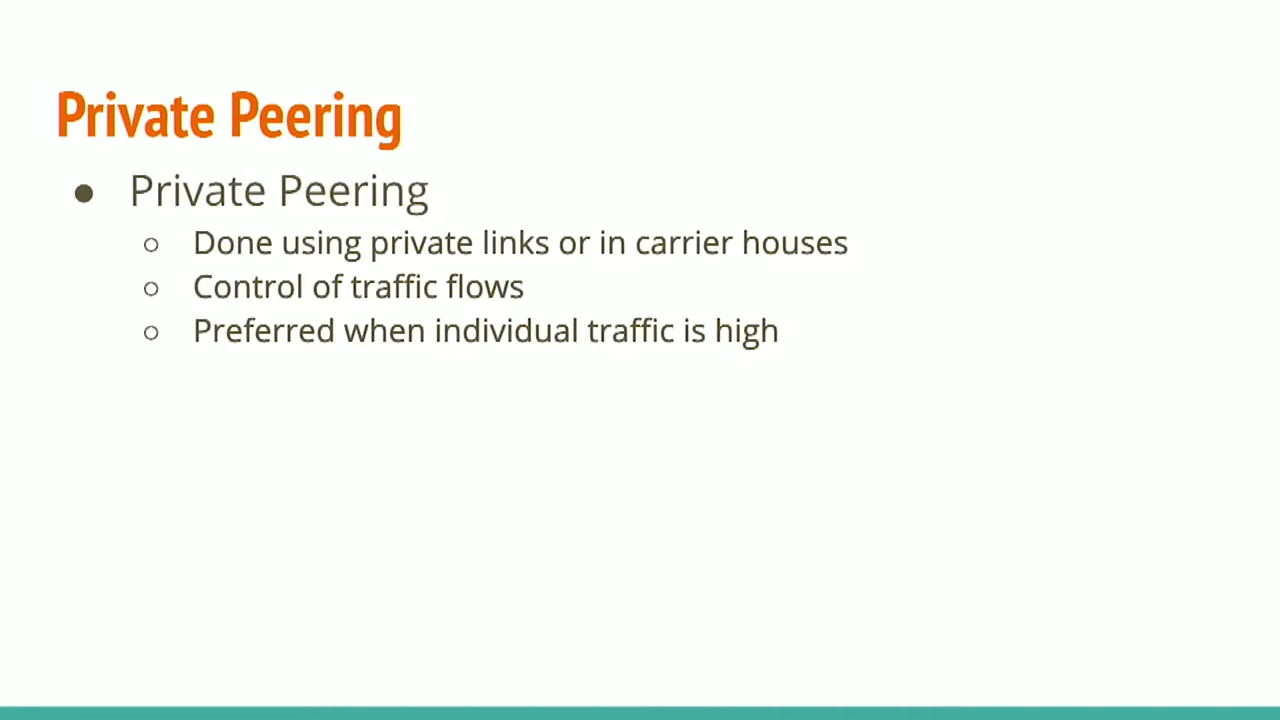 Private Peering
● Private Peering
○ Done using private links or in carrier houses
○ Control of traffic flows
○ Preferred when individual traffic is high